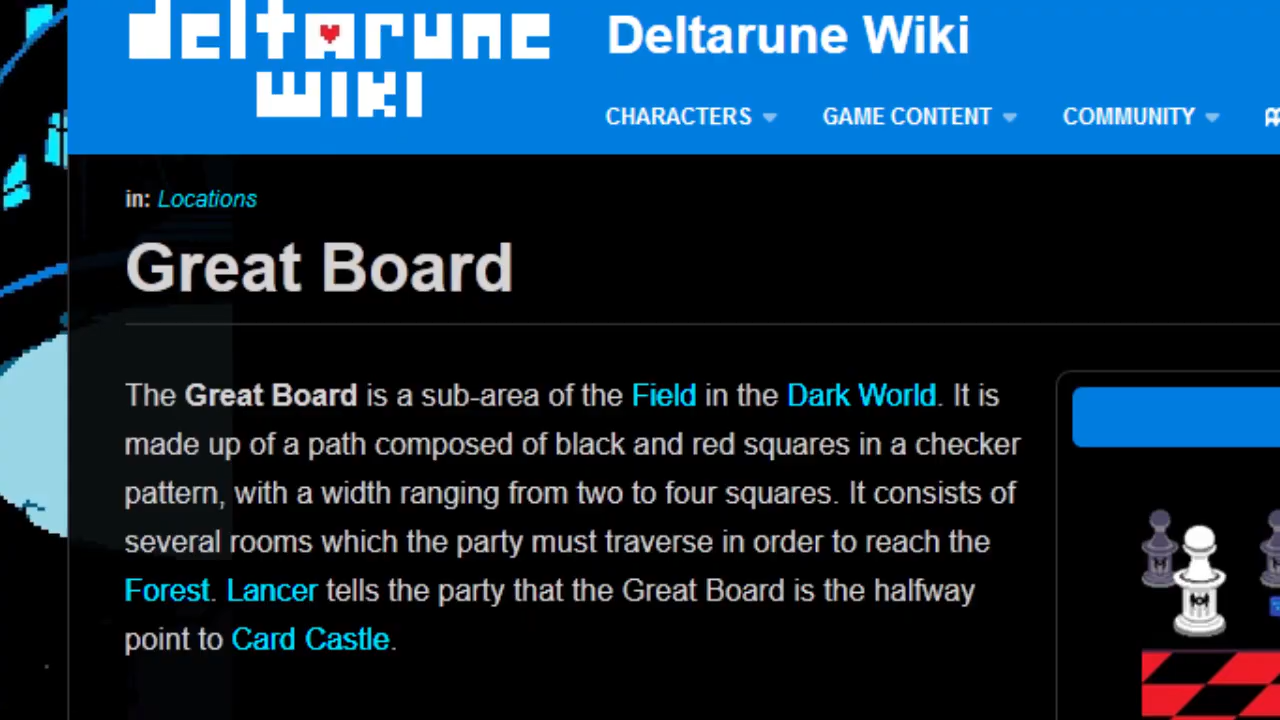 deltarune
wiki
Deltarune Wiki
CHARACTERS GAME CONTENT COMMUNITY
in: Locations
Great Board
The Great Board is a sub-area of the Field in the Dark World. It is
made up of a path composed of black and red squares in a checker
pattern, with a width ranging from two to four squares. It consists of
several rooms which the party must traverse in order to reach the
Forest. Lancer tells the party that the Great Board is the halfway
point to Card Castle.